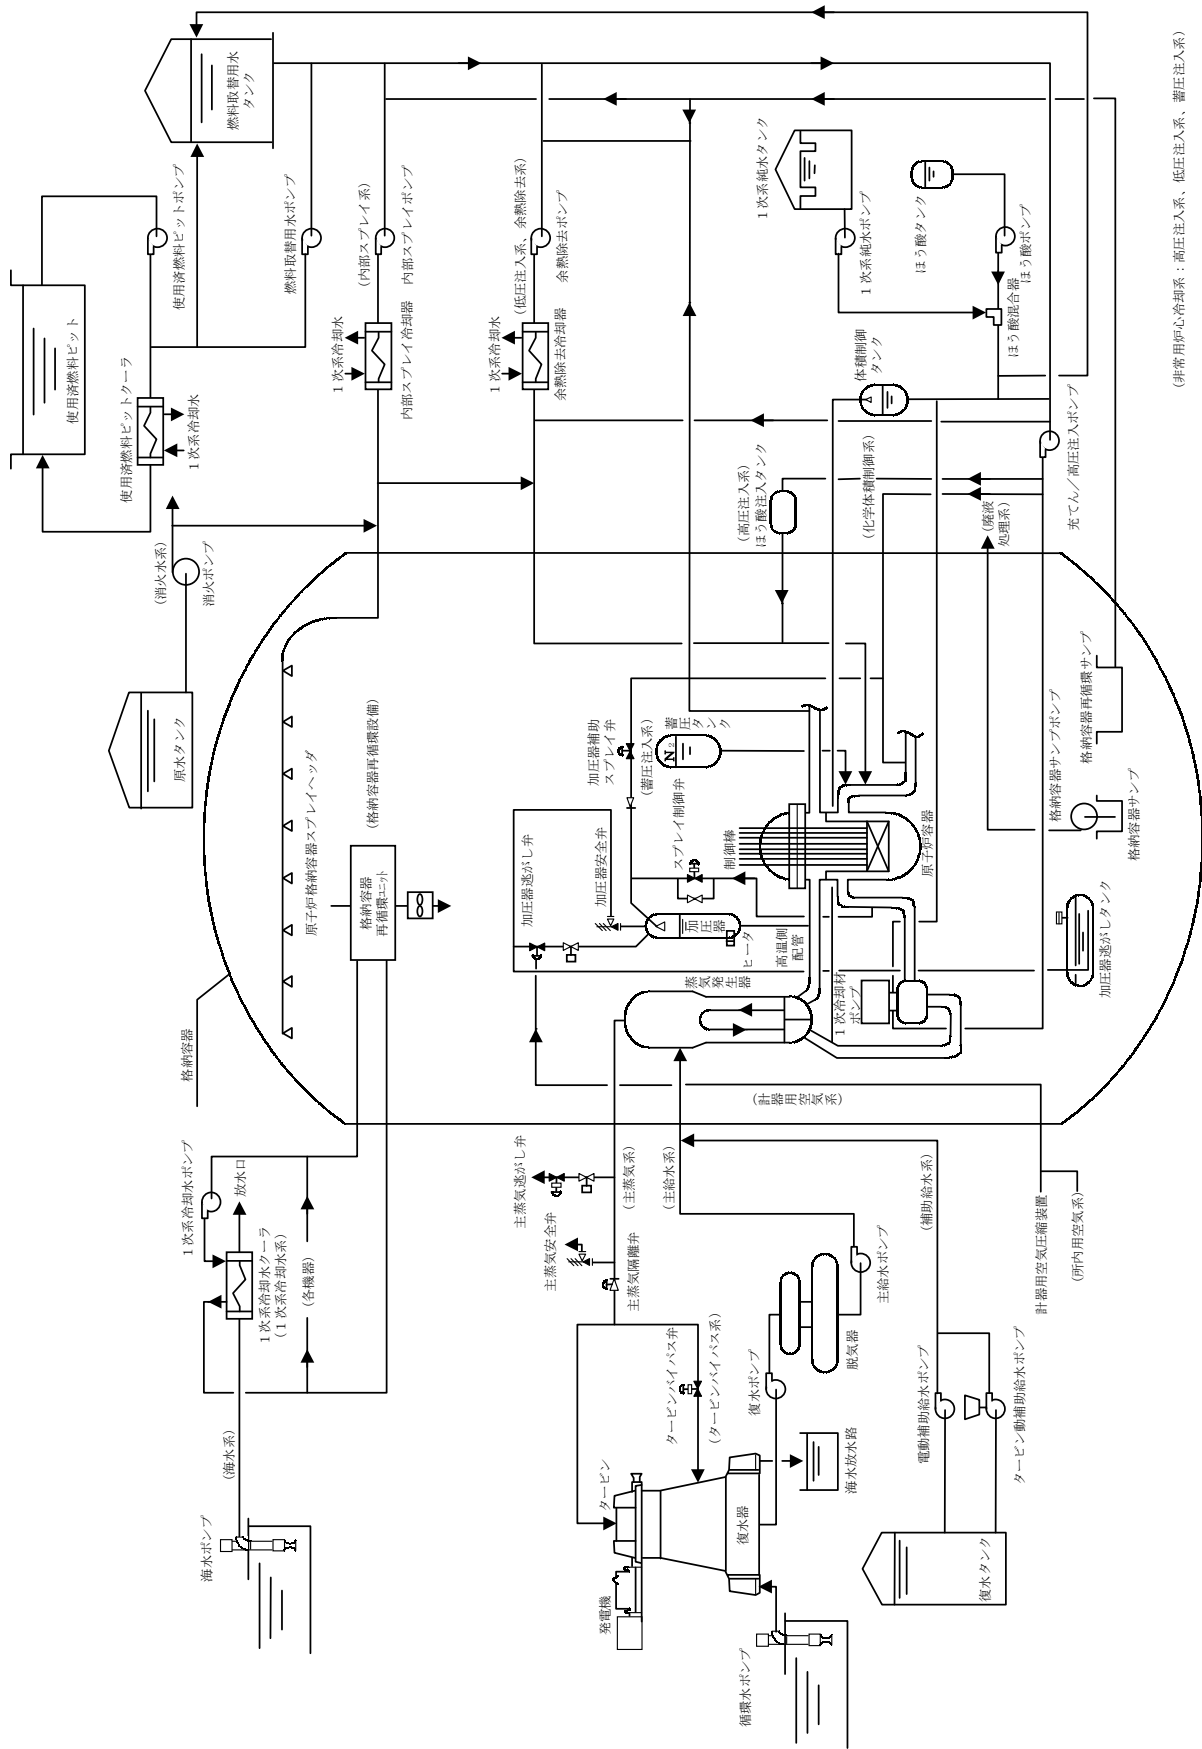 燃料取替用水
タンク
使用済燃料ピット
使用済燃料ピットポンプ
燃料取替用水ポンプ
(内部スプレイ系)
内部スプレイポンプ
(低圧注入系、余熱除去系)
余熱除去ポンプ
1次系純水タンク
1次系純水ポンプ
ほう酸タンク
ほう酸ポンプ
ほう酸混合器
(非常用炉心冷却系:高圧注入系、低圧注入系、蓄圧注入系)
使用済燃料ピットクーラ
1次系冷却水
1次系冷却水
内部スプレイ冷却器
1次系冷却水
余熱除去冷却器
体積制御
タンク
(化学体積制御系)
充てん/高圧注入ポンプ
(高圧注入系)
ほう酸注入タンク
(廃液
処理系)
(消火水系)
消火ポンプ
原水タンク
原子炉格納容器スプレイヘッダ
(格納容器再循環設備)
格納容器
再循環ユニット
格納容器
加圧器補助
スプレイ弁
(蓄圧注入系)
蓄圧
タンク
N2
スプレイ制御弁
制御棒
原子炉容器
加圧器逃がし弁
加圧器安全弁
加圧器
ヒータ
高温側
配管
蒸気
発生器
1次冷却材
ポンプ
格納容器再循環サンプ
格納容器サンプポンプ
格納容器サンプ
加圧器逃がしタンク
(計器用空気系)
1次系冷却水ポンプ
放水口
1次系冷却水クーラ
(1次系冷却水系)
(各機器)
(海水系)
海水ポンプ
主蒸気逃がし弁
主蒸気安全弁
主蒸気隔離弁
(主蒸気系)
(主給水系)
(補助給水系)
計器用空気圧縮装置
(所内用空気系)
主給水ポンプ
脱気器
復水ポンプ
タービンバイパス弁
(タービンバイパス系)
タービン
発電機
復水器
海水放水路
循環水ポンプ
電動補助給水ポンプ
タービン動補助給水ポンプ
復水タンク